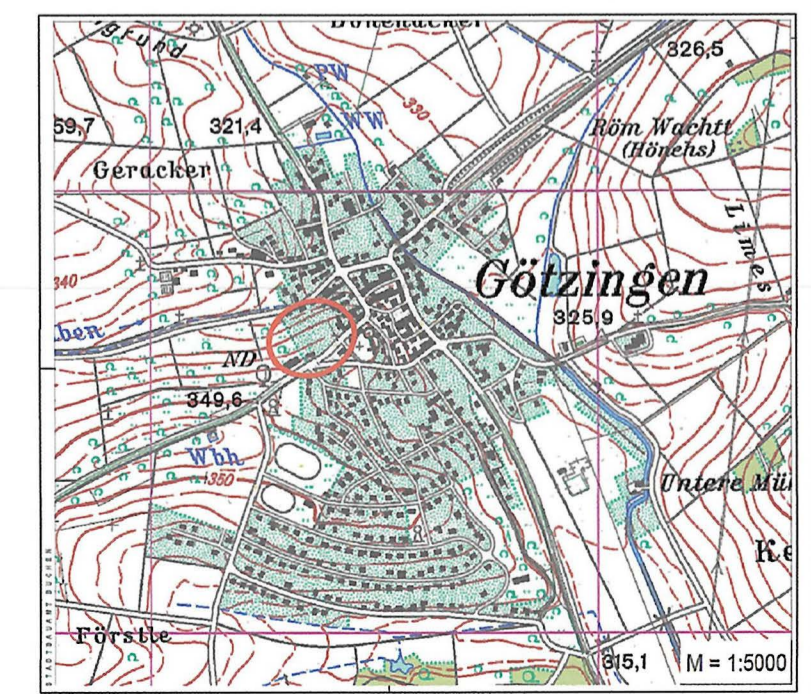 326,5
PW
330
WW
59,7
321,4
Röm Wachtt
(Hönehs)
Geracker
Limes
Götzingen
340
325,9
ND
349,6
Wbh
350
Untere Mü
Ke
STADTBAUAMT BUCHEN
Förstle
315,1
M = 1:5000